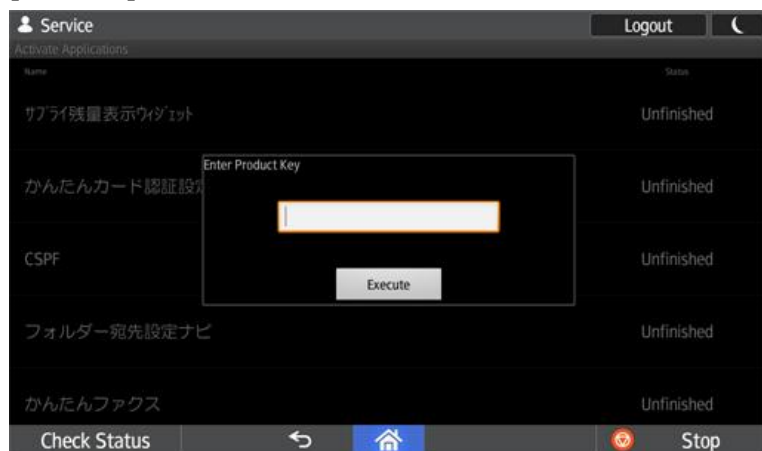 Service
Logout
Activate Applications
Name
Status
ｻﾌﾟﾗｲ残量表示ｳｨｼﾞｪｯﾄ
Unfinished
Enter Product Key
かんたんカード認証設定
Unfinished
CSPF
Unfinished
Execute
フォルダー宛先設定ナビ
Unfinished
かんたんファクス
Unfinished
Check Status
Stop